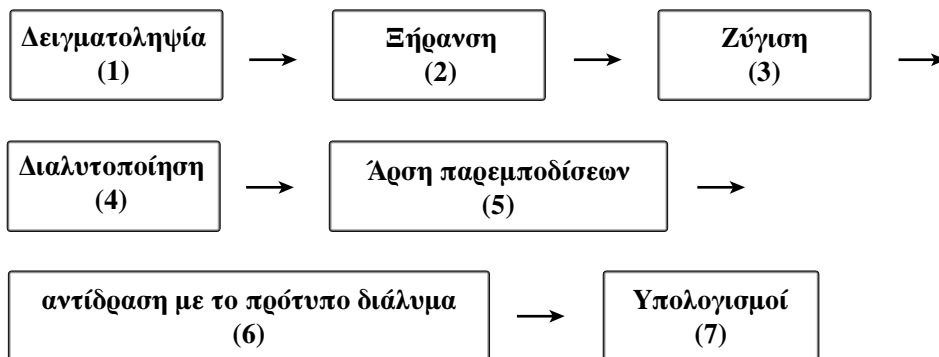 Δειγματοληψία
(1)
Ξήρανση
(2)
Ζύγιση
(3)
Διαλυτοποίηση
(4)
Άρση παρεμποδίσεων
(5)
αντίδραση με το πρότυπο διάλυμα
(6)
Υπολογισμοί
(7)